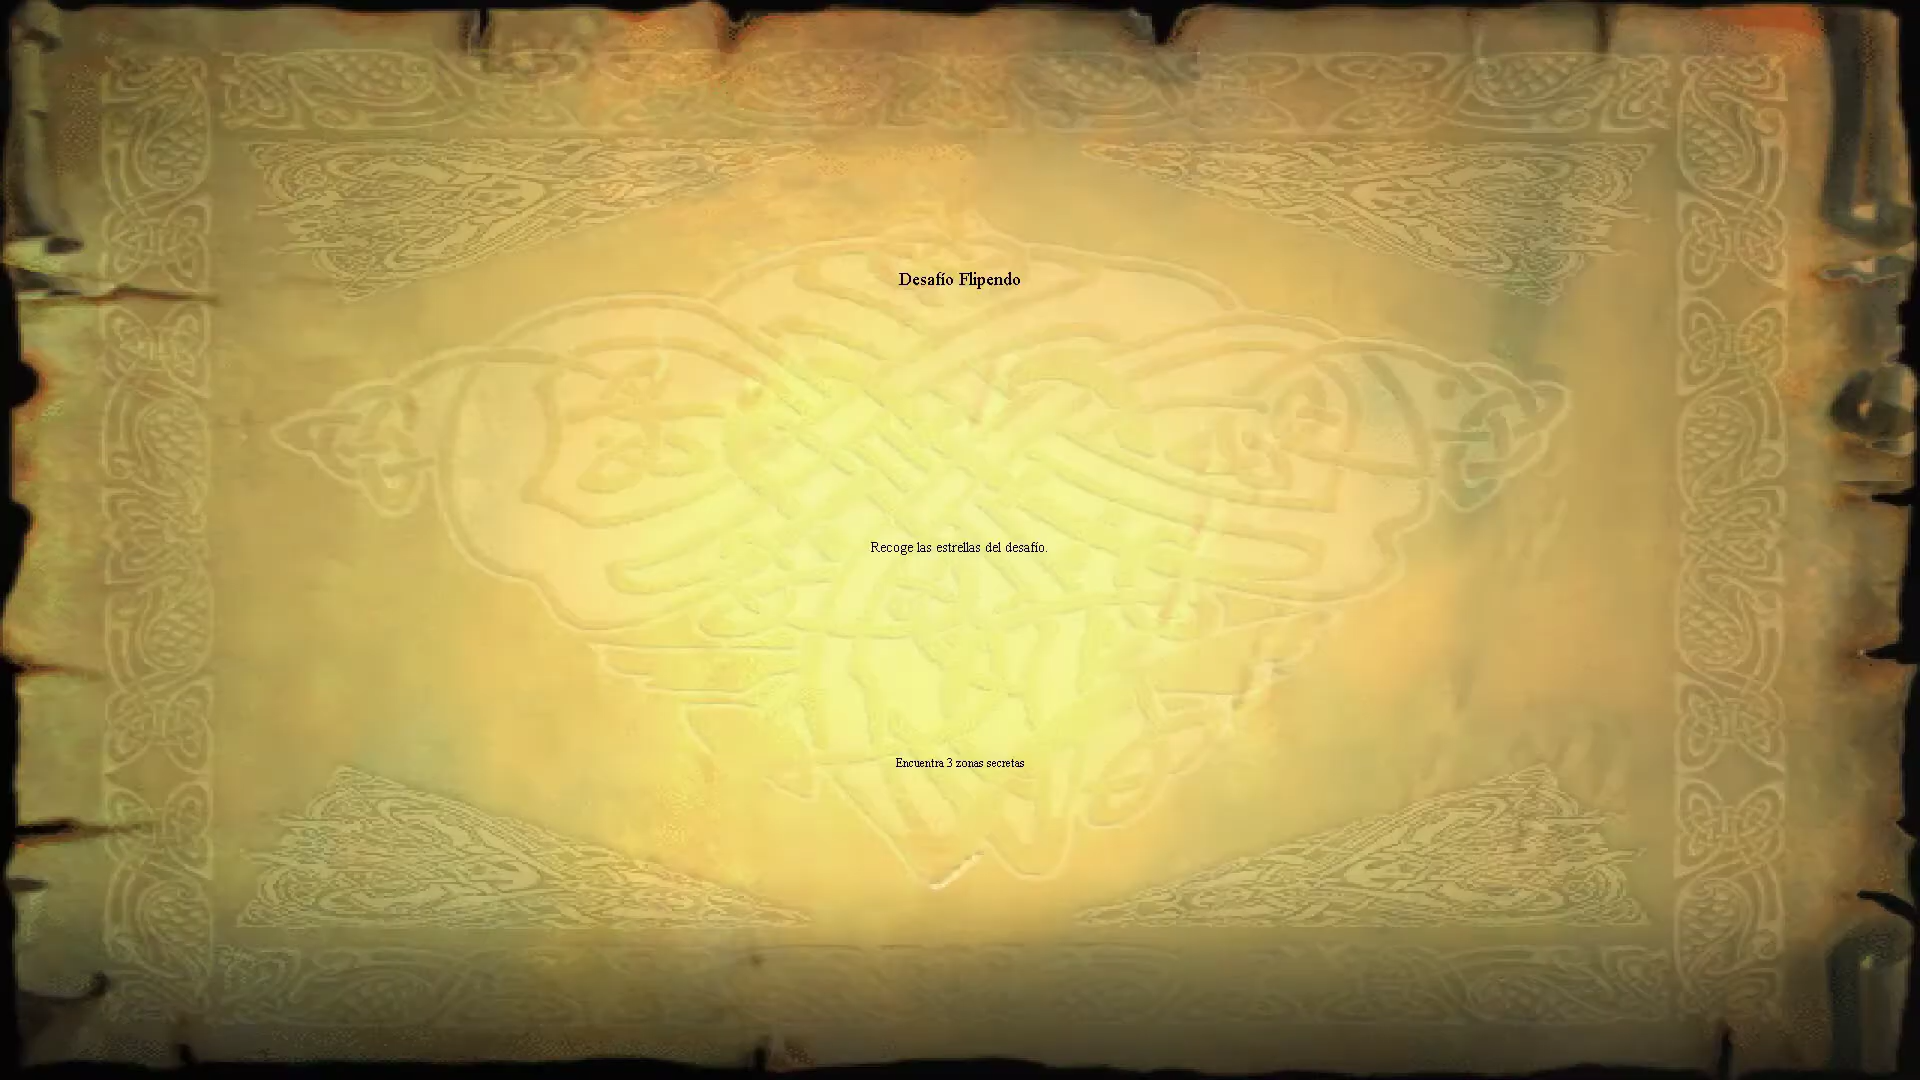 Desafío Flipendo
Recoge las estrellas del desafío.
Encuentra 3 zonas secretas